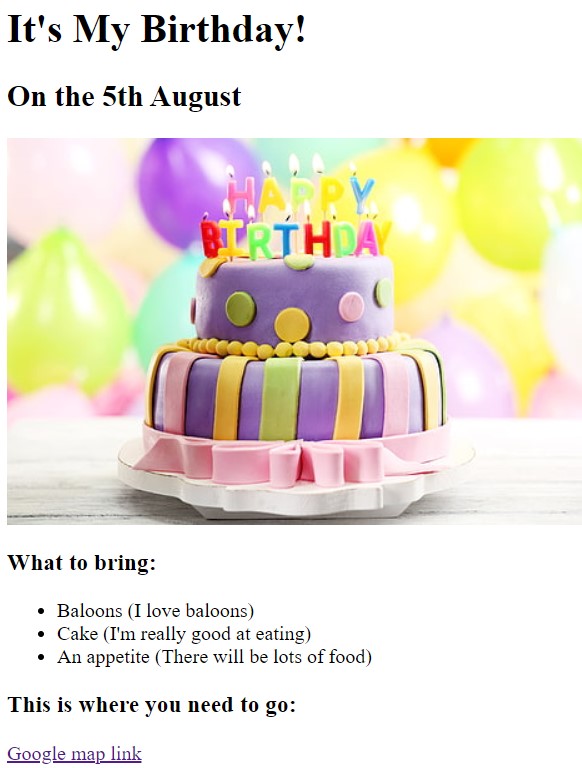 It's My Birthday!
On the 5th August
HAPPY
BIRTHDAY
What to bring:
Baloons (I love baloons)
Cake (I'm really good at eating)
An appetite (There will be lots of food)
This is where you need to go:
Google map link